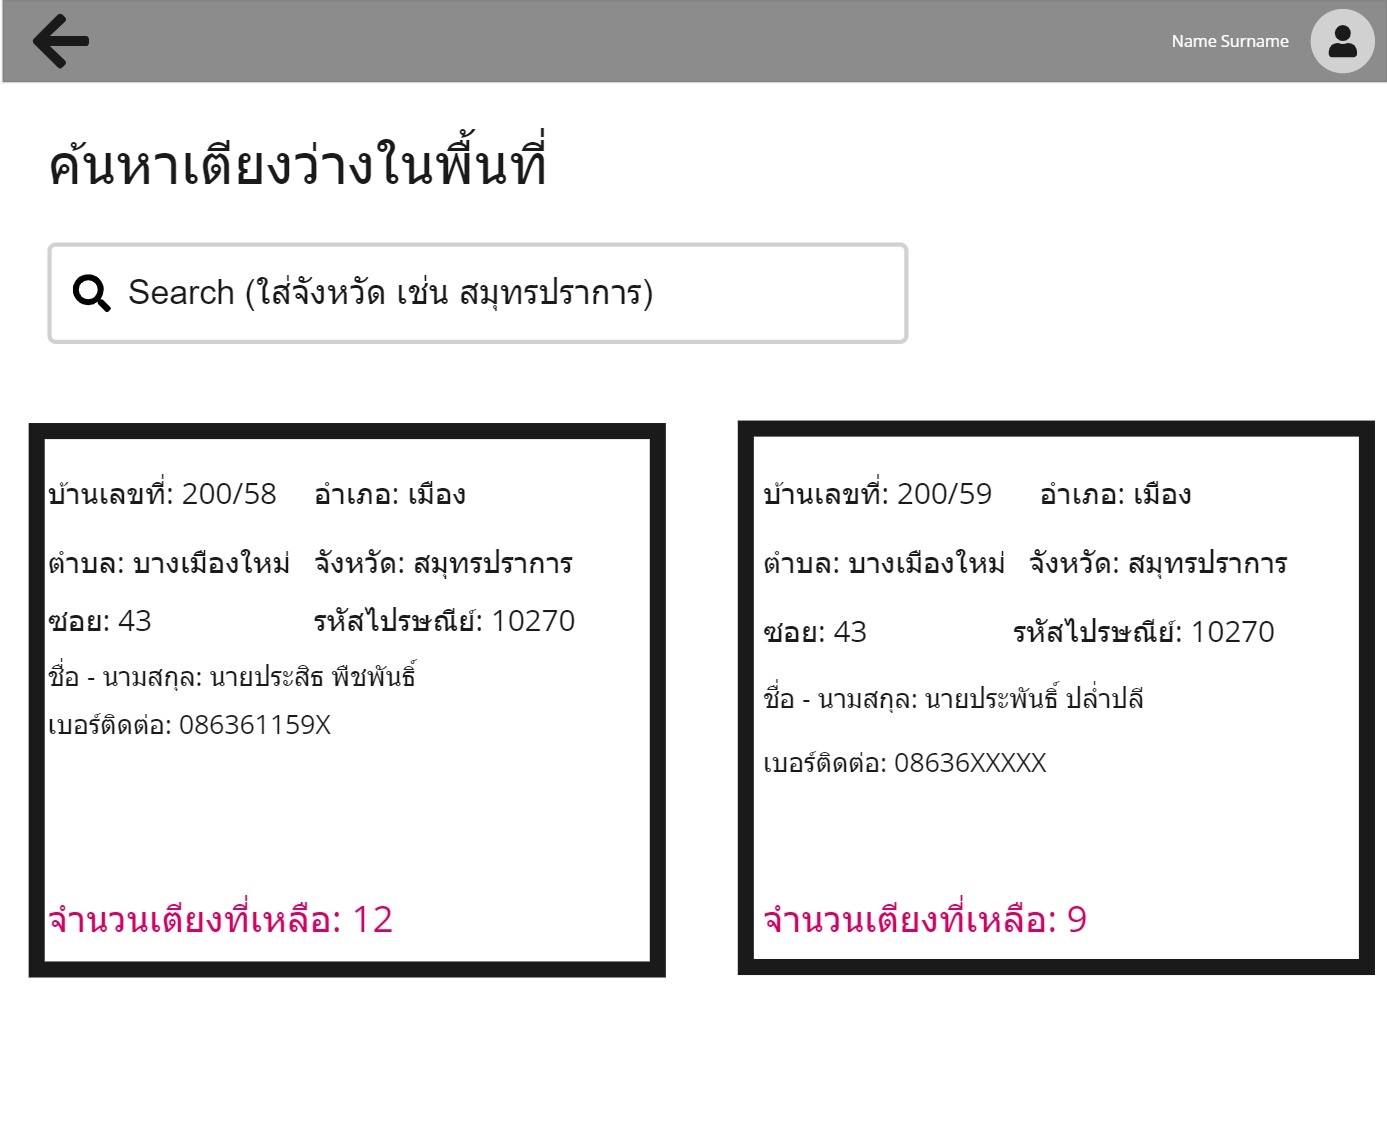 Name Surname
ค้นหาเตียงว่างในพื้นที่
Search (ใส่จังหวัด เช่น สมุทรปราการ)
บ้านเลขที่: 200/58 อำเภอ: เมือง
ตำบล: บางเมืองใหม่ จังหวัด: สมุทรปราการ
ซอย: 43 รหัสไปรษณีย์: 10270
ชื่อ - นามสกุล: นายประสิธ พืชพันธิ์
เบอร์ติดต่อ: 086361159X
จำนวนเตียงที่เหลือ: 12
บ้านเลขที่: 200/59 อำเภอ: เมือง
ตำบล: บางเมืองใหม่ จังหวัด: สมุทรปราการ
ซอย: 43 รหัสไปรษณีย์: 10270
ชื่อ - นามสกุล: นายประพันธิ์ ปล่ำปลี
เบอร์ติดต่อ: 08636XXXXX
จำนวนเตียงที่เหลือ: 9